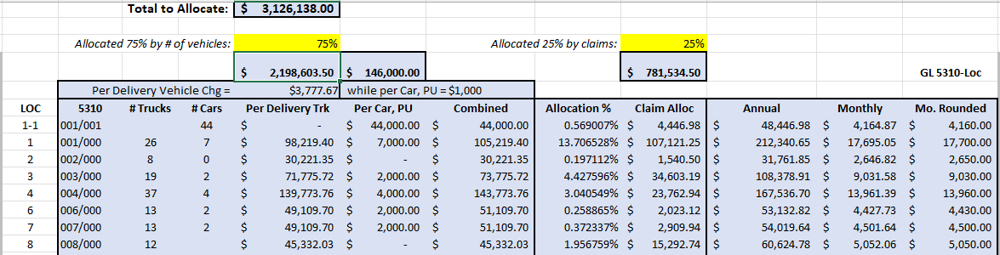 Total to Allocate: $ 3,126,138.00
Allocated 75% by # of vehicles: 75% Allocated 25% by claims: 25%
$ 2,198,603.50 $ 146,000.00 $ 781,534.50 GL 5310-Loc
Per Delivery Vehicle Chg = $3,777.67 while per Car, PU = $1,000
LOC 5310 # Trucks # Cars Per Delivery Trk Per Car, PU Combined Allocation % Claim Alloc Annual Monthly Mo. Rounded
1-1 001/001 44 $ - $ 44,000.00 $ 44,000.00 0.569007% $ 4,446.98 $ 48,446.98 $ 4,164.87 $ 4,160.00
1 001/000 26 7 $ 98,219.40 $ 7,000.00 $ 105,219.40 13.706528% $ 107,121.25 $ 212,340.65 $ 17,695.05 $ 17,700.00
2 002/000 8 0 $ 30,221.35 $ - $ 30,221.35 0.197112% $ 1,540.50 $ 31,761.85 $ 2,646.82 $ 2,650.00
3 003/000 19 2 $ 71,775.72 $ 2,000.00 $ 73,775.72 4.427596% $ 34,603.19 $ 108,378.91 $ 9,031.58 $ 9,030.00
4 004/000 37 4 $ 139,773.76 $ 4,000.00 $ 143,773.76 3.040549% $ 23,762.94 $ 167,536.70 $ 13,961.39 $ 13,960.00
6 006/000 13 2 $ 49,109.70 $ 2,000.00 $ 51,109.70 0.258865% $ 2,023.12 $ 53,132.82 $ 4,427.73 $ 4,430.00
7 007/000 13 2 $ 49,109.70 $ 2,000.00 $ 51,109.70 0.372337% $ 2,909.94 $ 54,019.64 $ 4,501.64 $ 4,500.00
8 008/000 12 $ 45,332.03 $ - $ 45,332.03 1.956759% $ 15,292.74 $ 60,624.78 $ 5,052.06 $ 5,050.00